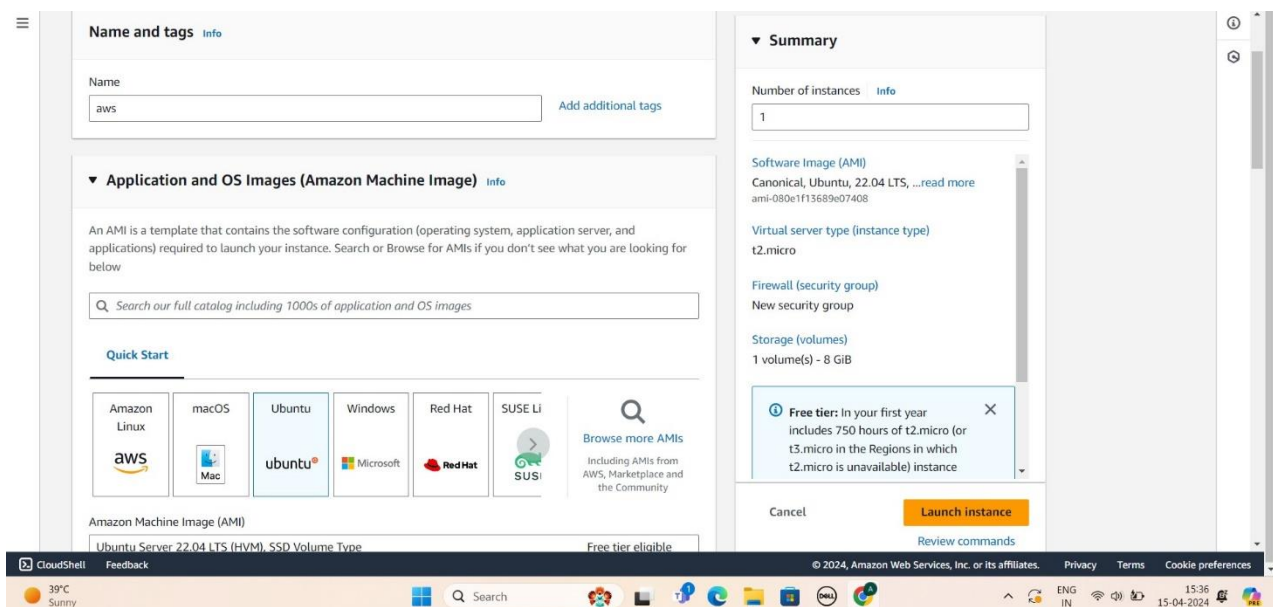 Name and tags Info
Name
aws
Add additional tags
Application and OS Images (Amazon Machine Image) Info
An AMI is a template that contains the software configuration (operating system, application server, and
applications) required to launch your instance. Search or Browse for AMIs if you don't see what you are looking for
below
Search our full catalog including 1000s of application and OS images
Quick Start
Amazon
Linux
aws
macOS
Mac
Ubuntu
ubuntu®
Windows
Microsoft
Red Hat
Red Hat
SUSE Li
SUS
Browse more AMIs
Including AMIs from
AWS, Marketplace and
the Community
Amazon Machine Image (AMI)
Ubuntu Server 22.04 LTS (HVM), SSD Volume Type
Free tier eligible
Summary
Number of instances Info
1
Software Image (AMI)
Canonical, Ubuntu, 22.04 LTS, ...read more
ami-080e1f13689e07408
Virtual server type (instance type)
t2.micro
Firewall (security group)
New security group
Storage (volumes)
1 volume(s) - 8 GiB
Free tier: In your first year
includes 750 hours of t2.micro (or
t3.micro in the Regions in which
t2.micro is unavailable) instance
Cancel
Launch instance
Review commands
CloudShell Feedback © 2024, Amazon Web Services, Inc. or its affiliates. Privacy Terms Cookie preferences
39°C
Sunny
Search
DELL
ENG
IN
15:36
15-04-2024
PRE